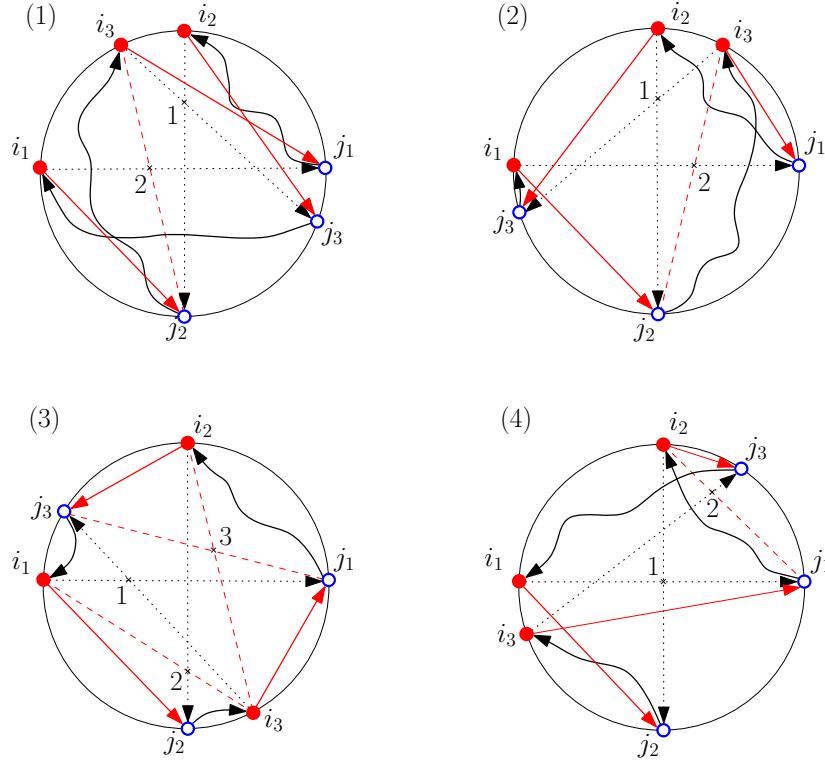 (1) i₂ (2) i₂
i₃ i₃
1 1
i₁ j₁ i₁ j₁
2 2
j₃ j₃
j₂ j₂
(3) i₂ (4) i₂
j₃ j₃
3 2
i₁ j₁ i₁ j₁
1 1
i₃
2 i₃
j₂ j₂